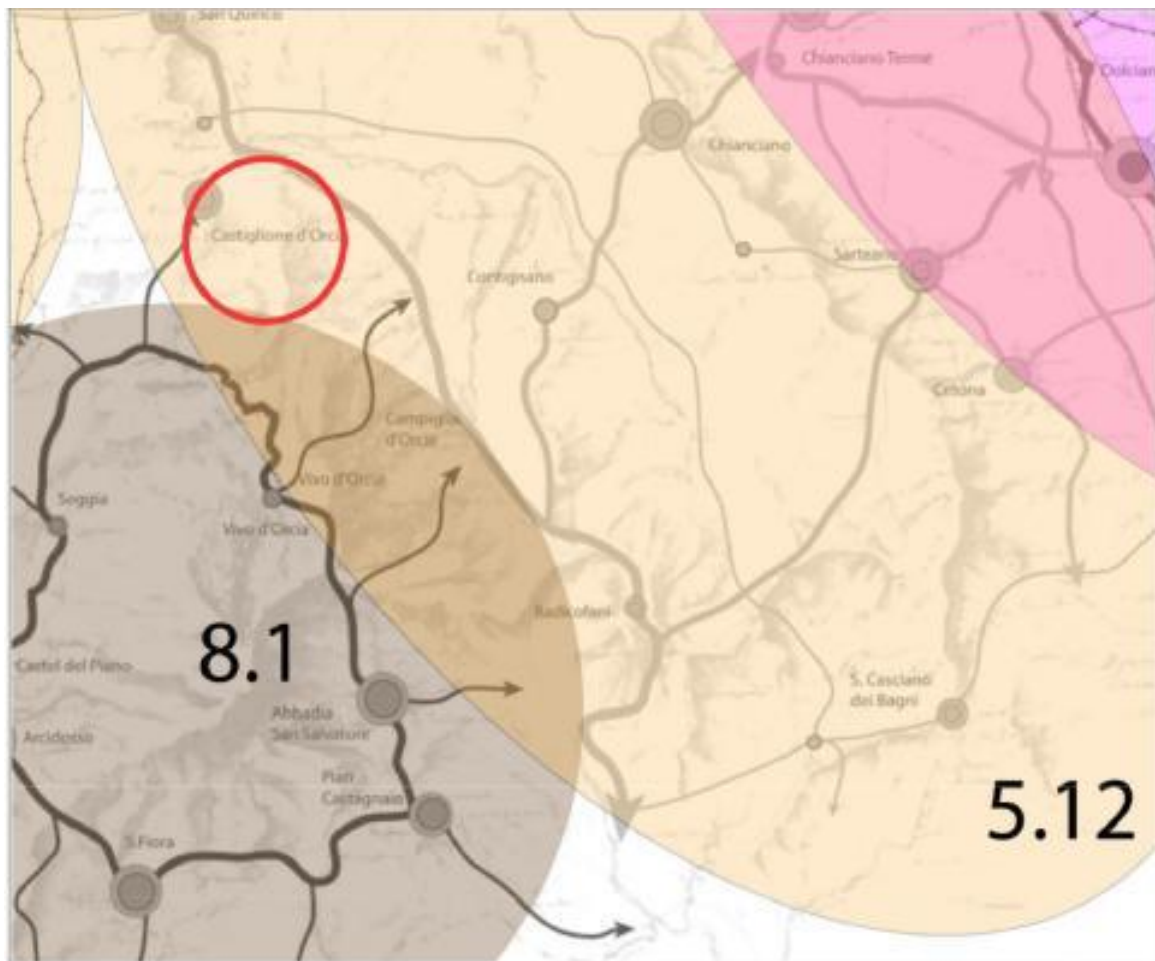 San Quirico
Chianciano Terme
Dolcian
Chianciano
Castiglione d'Orcia
Sarteano
Contignano
Cetona
Campiglia
d'Orcia
Vivo d'Orcia
Seggia
Vivo d'Orcia
Radicofani
8.1
Castel del Piano
S. Casciano
dei Bagni
Abbadia
San Salvatore
Arcidosso
Pian
Castagnaio
5.12
S.Fiora